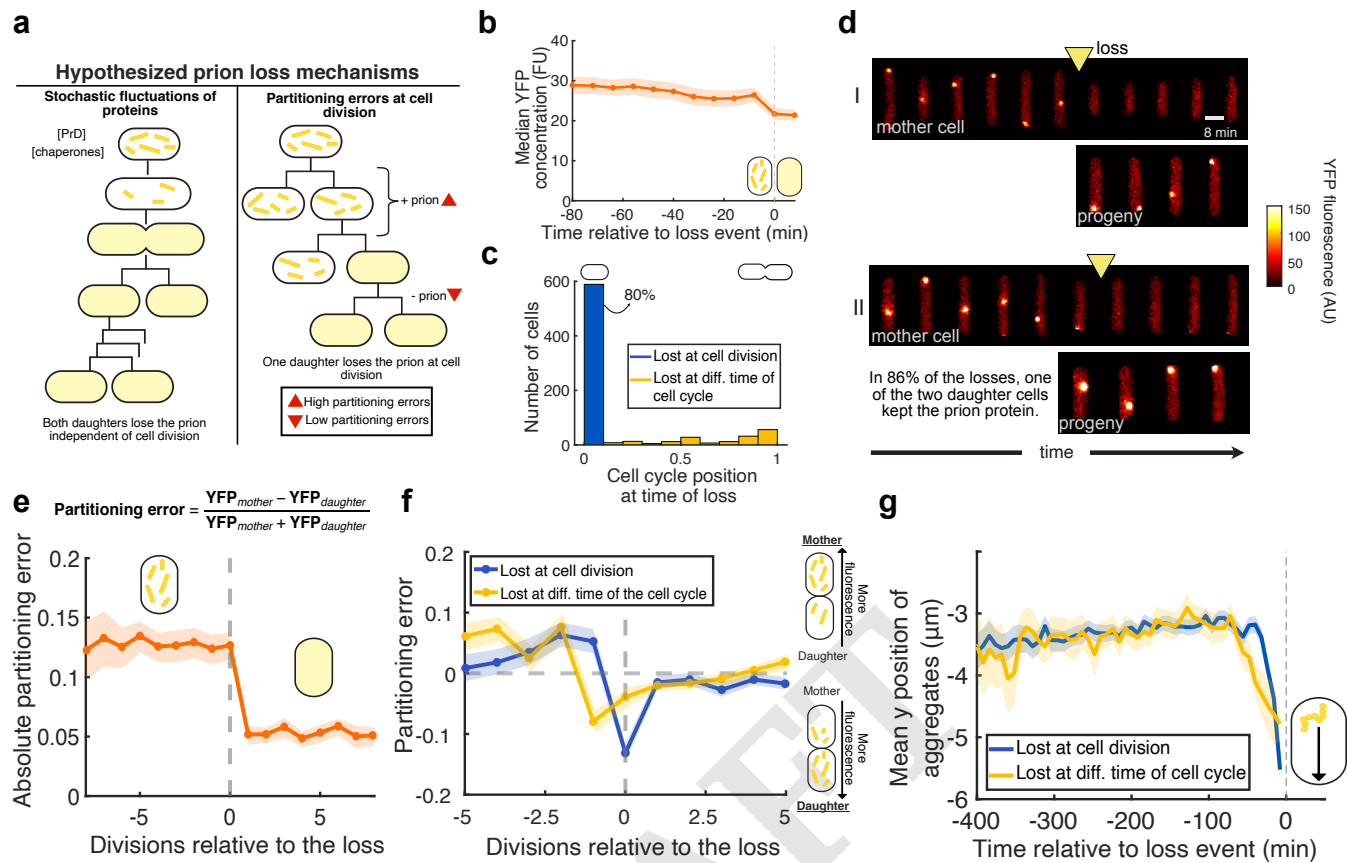 a
Hypothesized prion loss mechanisms
Stochastic fluctuations of
proteins
[PrD]
[chaperones]
Both daughters lose the prion
independent of cell division
Partitioning errors at cell
division
+ prion
- prion
One daughter loses the prion at cell
division
High partitioning errors
Low partitioning errors
b
Median YFP
concentration (FU)
40
30
20
10
0
-80 -60 -40 -20 0
Time relative to loss event (min)
c
80%
Number of cells
600
400
200
0
Lost at cell division
Lost at diff. time of
cell cycle
0 0.5 1
Cell cycle position
at time of loss
d
loss
I
mother cell
8 min
progeny
II
mother cell
In 86% of the losses, one
of the two daughter cells
kept the prion protein.
progeny
time
YFP fluorescence (AU)
150
100
50
0
e
Partitioning error = YFPmother − YFPdaughter
YFPmother + YFPdaughter
Absolute partitioning error
0.2
0.15
0.1
0.05
0
-5 0 5
Divisions relative to the loss
f
Partitioning error
0.2
0.1
0
-0.1
-0.2
Lost at cell division
Lost at diff. time of the cell cycle
-5 -2.5 0 2.5 5
Divisions relative to the loss
Mother
More
fluorescence
Daughter
Mother
More
fluorescence
Daughter
AFT
g
Mean y position of
aggregates (μm)
-3
-4
-5
-6
Lost at cell division
Lost at diff. time of cell cycle
-400 -300 -200 -100 0
Time relative to loss event (min)